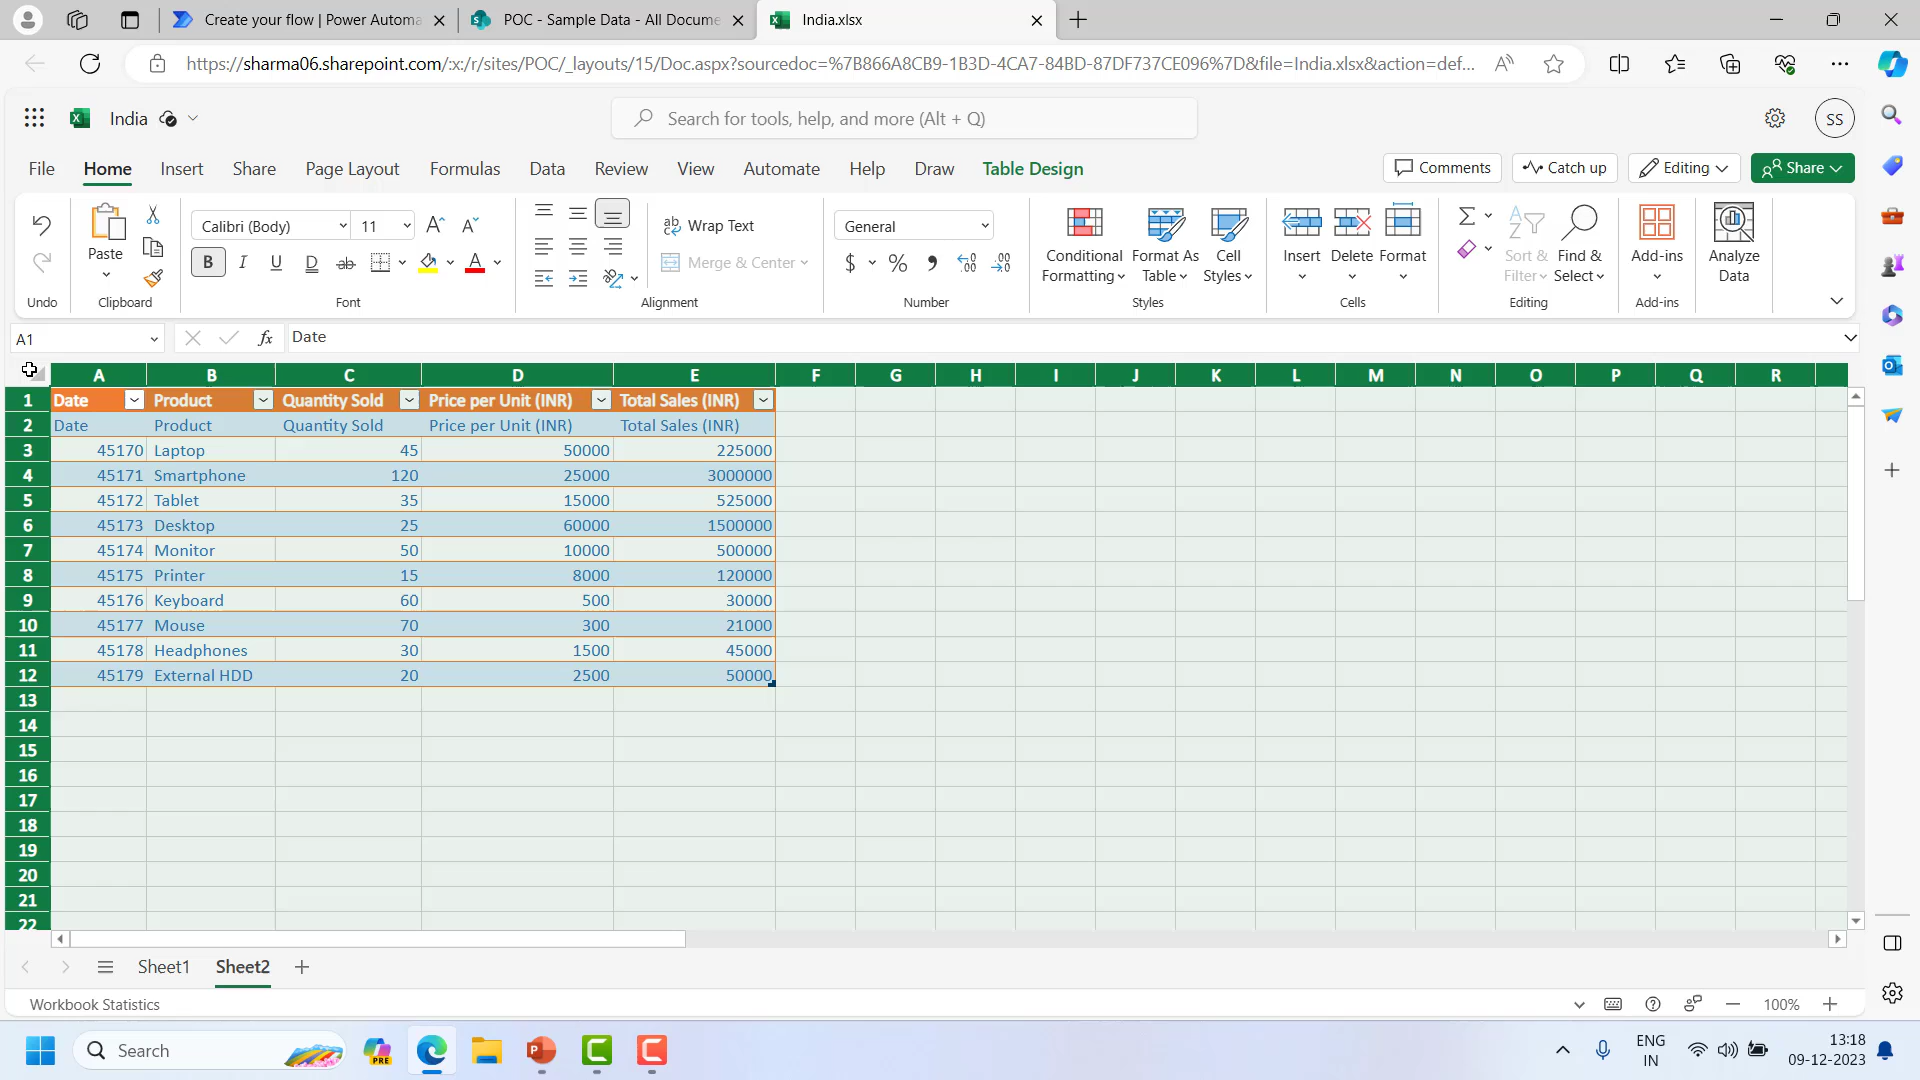 Create your flow | Power Automa
POC - Sample Data - All Docume
India.xlsx
https://sharma06.sharepoint.com/:x:/r/sites/POC/_layouts/15/Doc.aspx?sourcedoc=%7B866A8CB9-1B3D-4CA7-84BD-87DF737CE096%7D&file=India.xlsx&action=def...
India
Search for tools, help, and more (Alt + Q)
SS
File Home Insert Share Page Layout Formulas Data Review View Automate Help Draw Table Design
Comments Catch up Editing Share
Paste
Calibri (Body) 11
B I U D ab A
Wrap Text
Merge & Center
General
$ % 9
Conditional Formatting
Format As Table
Cell Styles
Insert Delete Format
Sort & Filter
Find & Select
Add-ins
Analyze Data
Undo Clipboard Font Alignment Number Styles Cells Editing Add-ins
A1 fx Date
A B C D E F G H I J K L M N O P Q R
1 Date Product Quantity Sold Price per Unit (INR) Total Sales (INR)
2 Date Product Quantity Sold Price per Unit (INR) Total Sales (INR)
3 45170 Laptop 45 50000 225000
4 45171 Smartphone 120 25000 3000000
5 45172 Tablet 35 15000 525000
6 45173 Desktop 25 60000 1500000
7 45174 Monitor 50 10000 500000
8 45175 Printer 15 8000 120000
9 45176 Keyboard 60 500 30000
10 45177 Mouse 70 300 21000
11 45178 Headphones 30 1500 45000
12 45179 External HDD 20 2500 50000
13
14
15
16
17
18
19
20
21
22
Sheet1 Sheet2
Workbook Statistics
100%
Search
PRE
ENG
IN
13:18
09-12-2023